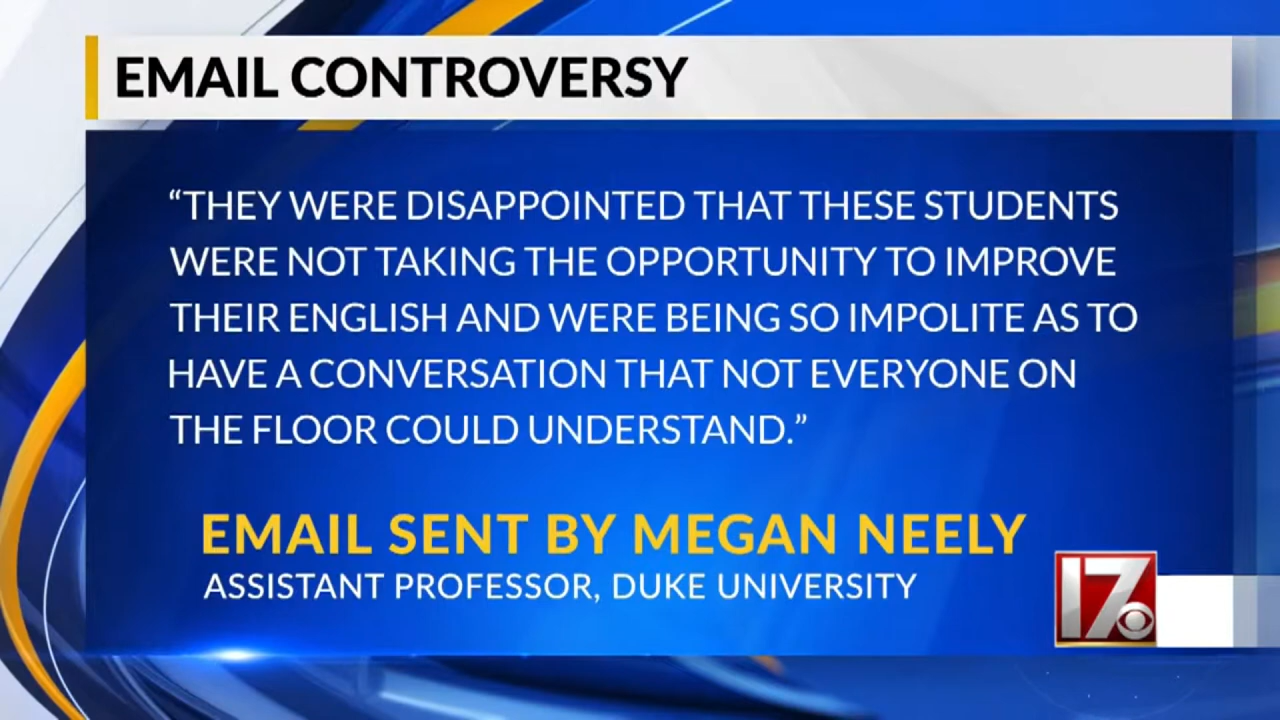 EMAIL CONTROVERSY
“THEY WERE DISAPPOINTED THAT THESE STUDENTS
WERE NOT TAKING THE OPPORTUNITY TO IMPROVE
THEIR ENGLISH AND WERE BEING SO IMPOLITE AS TO
HAVE A CONVERSATION THAT NOT EVERYONE ON
THE FLOOR COULD UNDERSTAND.”
EMAIL SENT BY MEGAN NEELY
ASSISTANT PROFESSOR, DUKE UNIVERSITY
17